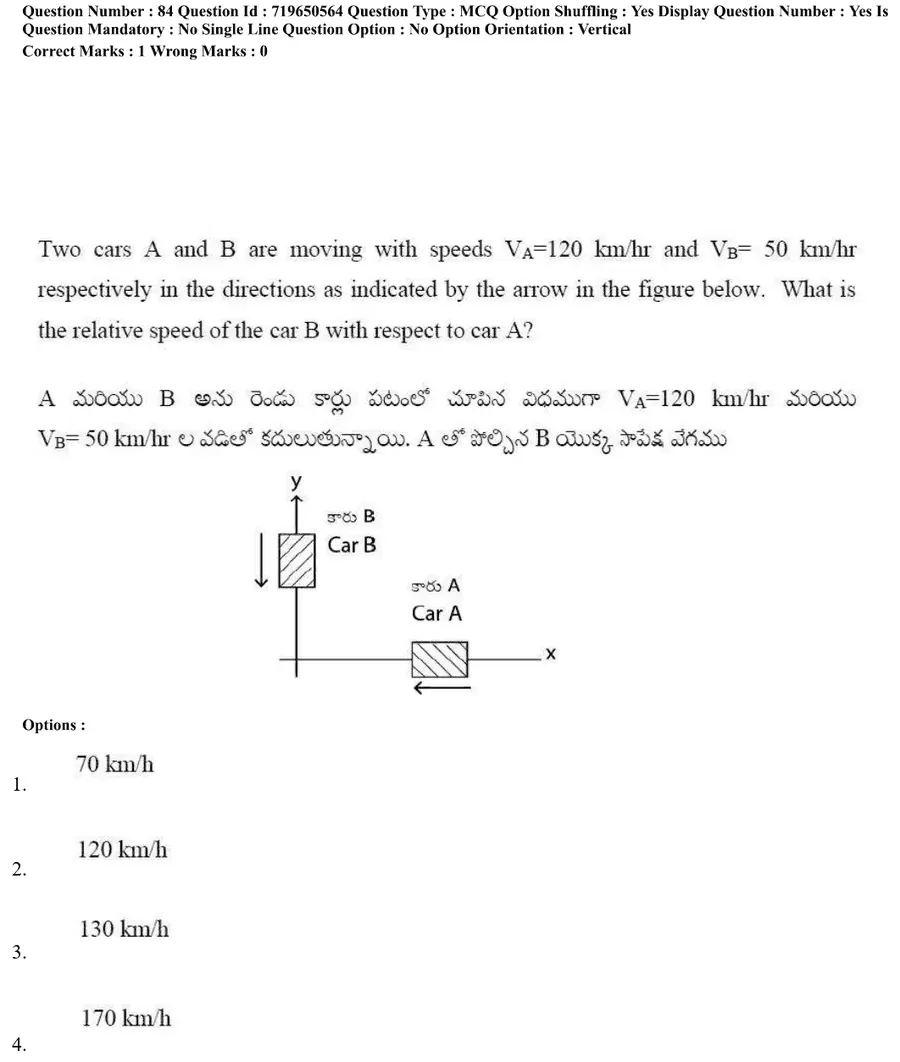 Question Number : 84 Question Id : 719650564 Question Type : MCQ Option Shuffling : Yes Display Question Number : Yes Is
Question Mandatory : No Single Line Question Option : No Option Orientation : Vertical
Correct Marks : 1 Wrong Marks : 0
Two cars A and B are moving with speeds VA=120 km/hr and VB= 50 km/hr
respectively in the directions as indicated by the arrow in the figure below. What is
the relative speed of the car B with respect to car A?
A మరియు B అను రెండు కార్లు పటంలో చూపిన విధముగా VA=120 km/hr మరియు
VB= 50 km/hr ల వడితో కదులుతున్నాయి. A తో పోల్చిన B యొక్క సాపేక్ష వేగము
y
కారు B
Car B
కారు A
Car A
x
Options :
70 km/h
1.
120 km/h
2.
130 km/h
3.
170 km/h
4.